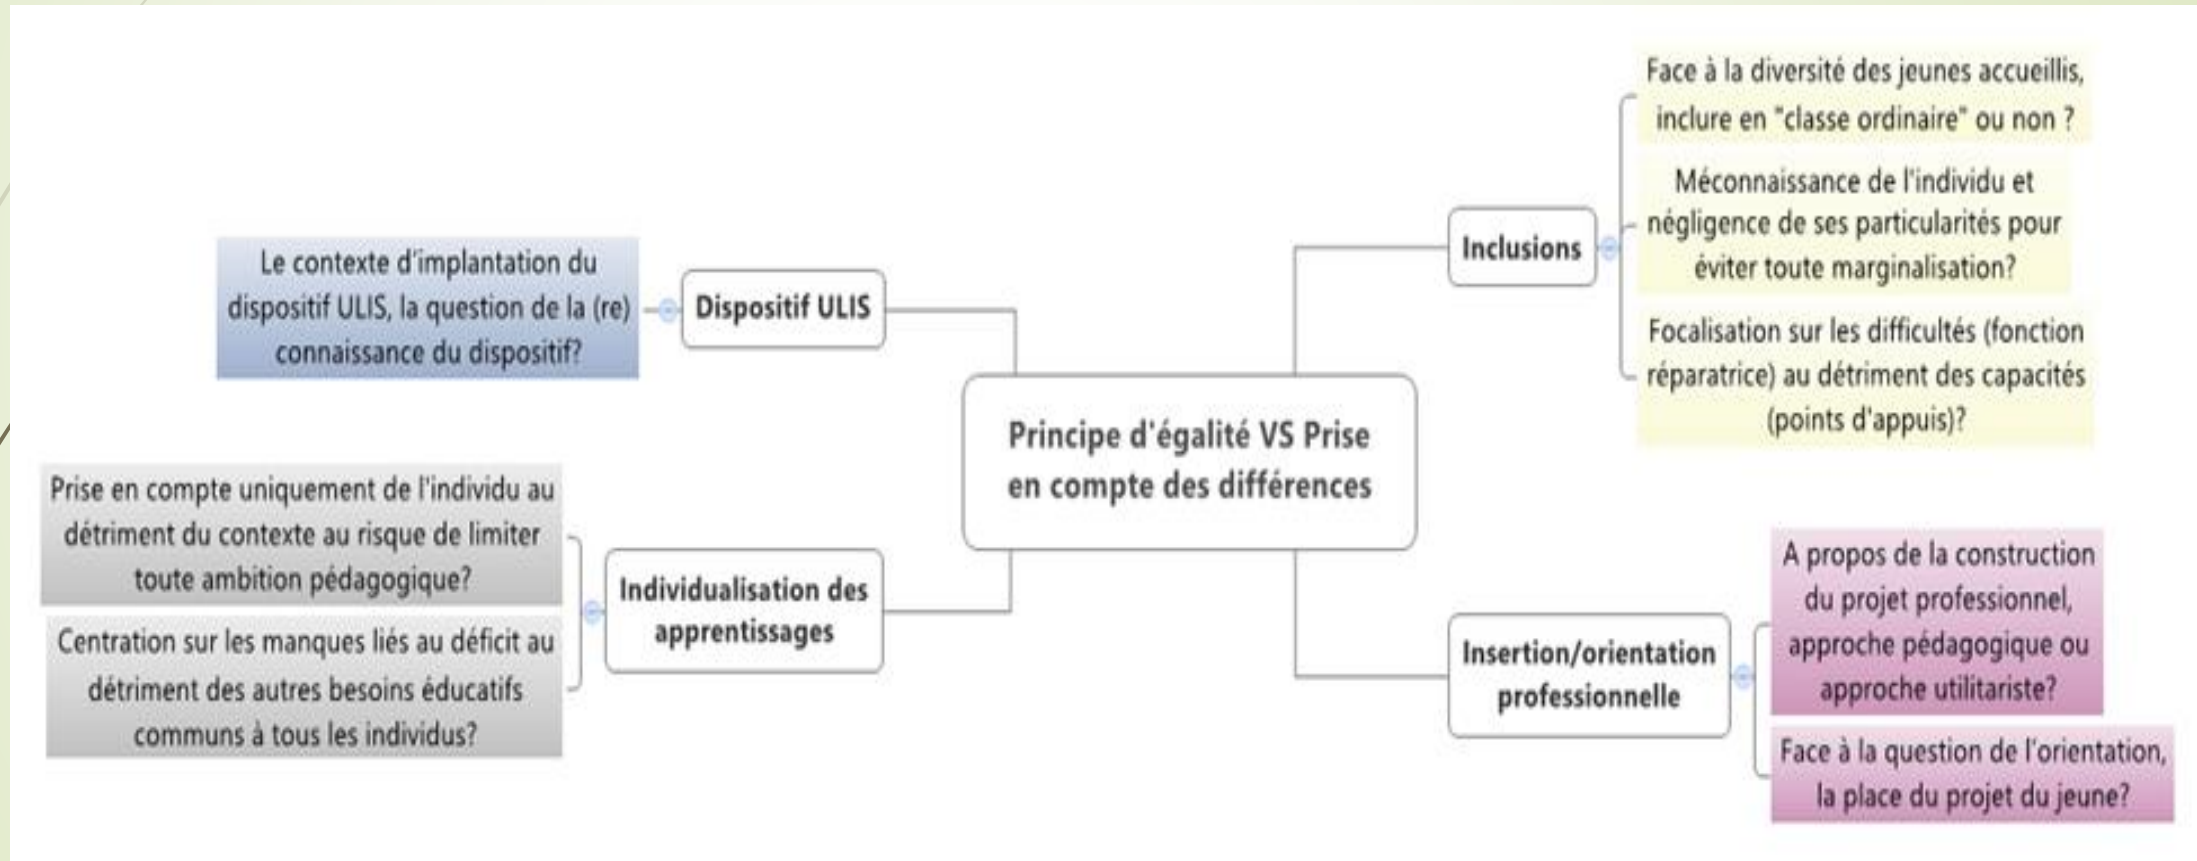 Principe d'égalité VS Prise
en compte des différences
Dispositif ULIS
Le contexte d'implantation du
dispositif ULIS, la question de la (re)
connaissance du dispositif?
Individualisation des
apprentissages
Prise en compte uniquement de l'individu au
détriment du contexte au risque de limiter
toute ambition pédagogique?
Centration sur les manques liés au déficit au
détriment des autres besoins éducatifs
communs à tous les individus?
Inclusions
Face à la diversité des jeunes accueillis,
inclure en "classe ordinaire" ou non ?
Méconnaissance de l'individu et
négligence de ses particularités pour
éviter toute marginalisation?
Focalisation sur les difficultés (fonction
réparatrice) au détriment des capacités
(points d'appuis)?
Insertion/orientation
professionnelle
A propos de la construction
du projet professionnel,
approche pédagogique ou
approche utilitariste?
Face à la question de l'orientation,
la place du projet du jeune?